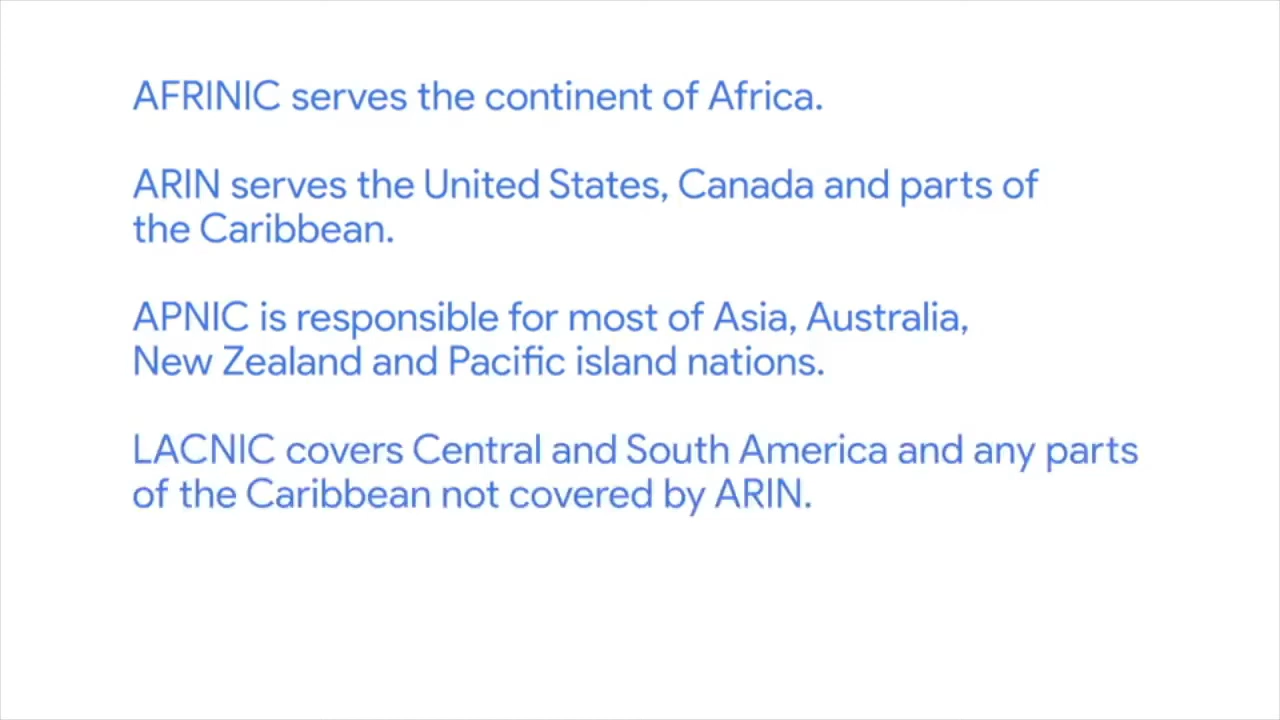 AFRINIC serves the continent of Africa.
ARIN serves the United States, Canada and parts of
the Caribbean.
APNIC is responsible for most of Asia, Australia,
New Zealand and Pacific island nations.
LACNIC covers Central and South America and any parts
of the Caribbean not covered by ARIN.